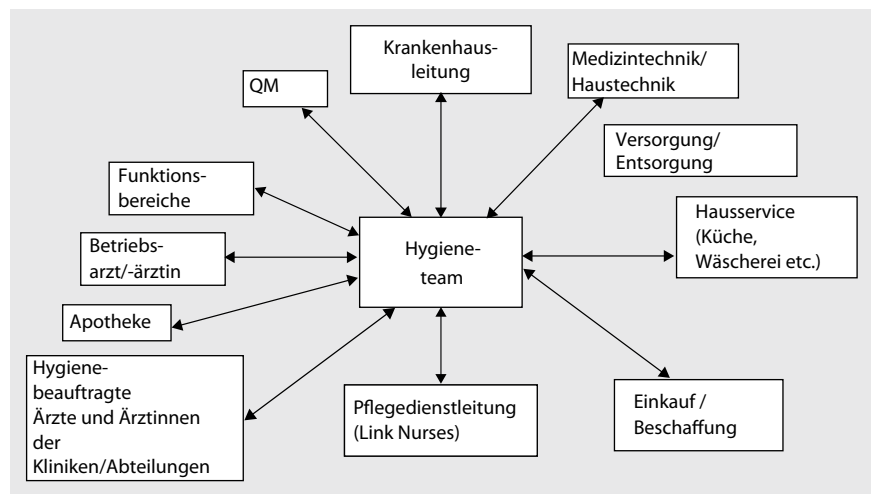 Krankenhaus-
leitung
Medizintechnik/
Haustechnik
QM
Versorgung/
Entsorgung
Funktions-
bereiche
Hausservice
(Küche,
Wäscherei etc.)
Betriebs-
arzt/-ärztin
Hygiene-
team
Apotheke
Hygiene-
beauftragte
Ärzte und Ärztinnen
der
Kliniken/Abteilungen
Pflegedienstleitung
(Link Nurses)
Einkauf /
Beschaffung